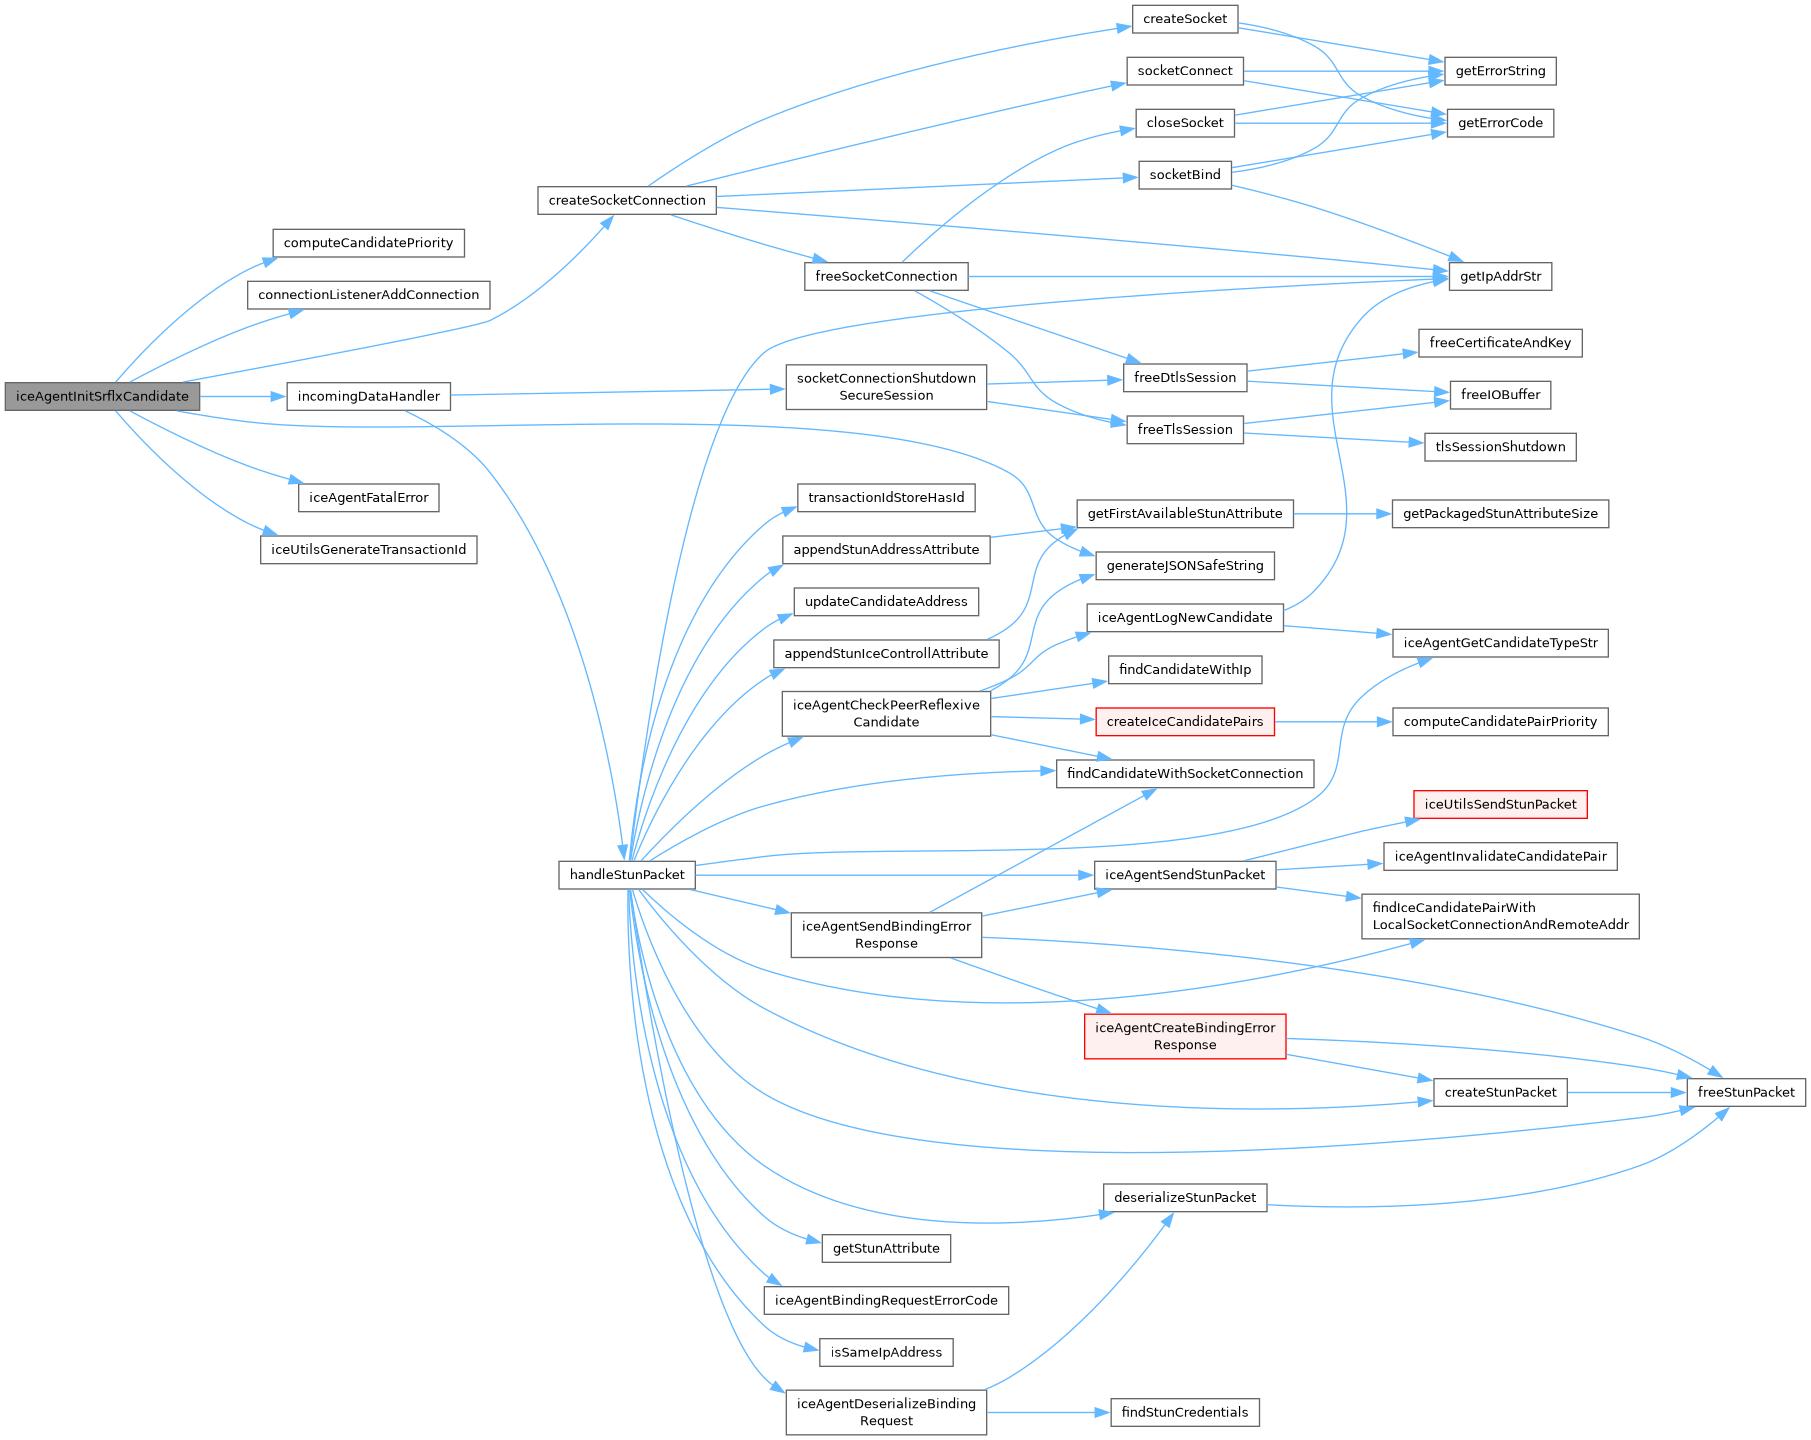 iceAgentInitSrflxCandidate
computeCandidatePriority
connectionListenerAddConnection
createSocketConnection
incomingDataHandler
iceAgentFatalError
iceUtilsGenerateTransactionId
createSocket
socketConnect
closeSocket
socketBind
freeSocketConnection
getErrorString
getErrorCode
getIpAddrStr
socketConnectionShutdown
SecureSession
freeDtlsSession
freeTlsSession
freeCertificateAndKey
freeIOBuffer
tlsSessionShutdown
transactionIdStoreHasId
appendStunAddressAttribute
updateCandidateAddress
appendStunIceControllAttribute
iceAgentCheckPeerReflexive
Candidate
getFirstAvailableStunAttribute
getPackagedStunAttributeSize
generateJSONSafeString
iceAgentLogNewCandidate
iceAgentGetCandidateTypeStr
findCandidateWithIp
createIceCandidatePairs
computeCandidatePairPriority
findCandidateWithSocketConnection
handleStunPacket
iceAgentSendStunPacket
iceUtilsSendStunPacket
iceAgentInvalidateCandidatePair
findIceCandidatePairWith
LocalSocketConnectionAndRemoteAddr
iceAgentSendBindingError
Response
iceAgentCreateBindingError
Response
createStunPacket
freeStunPacket
deserializeStunPacket
getStunAttribute
iceAgentBindingRequestErrorCode
isSameIpAddress
iceAgentDeserializeBinding
Request
findStunCredentials